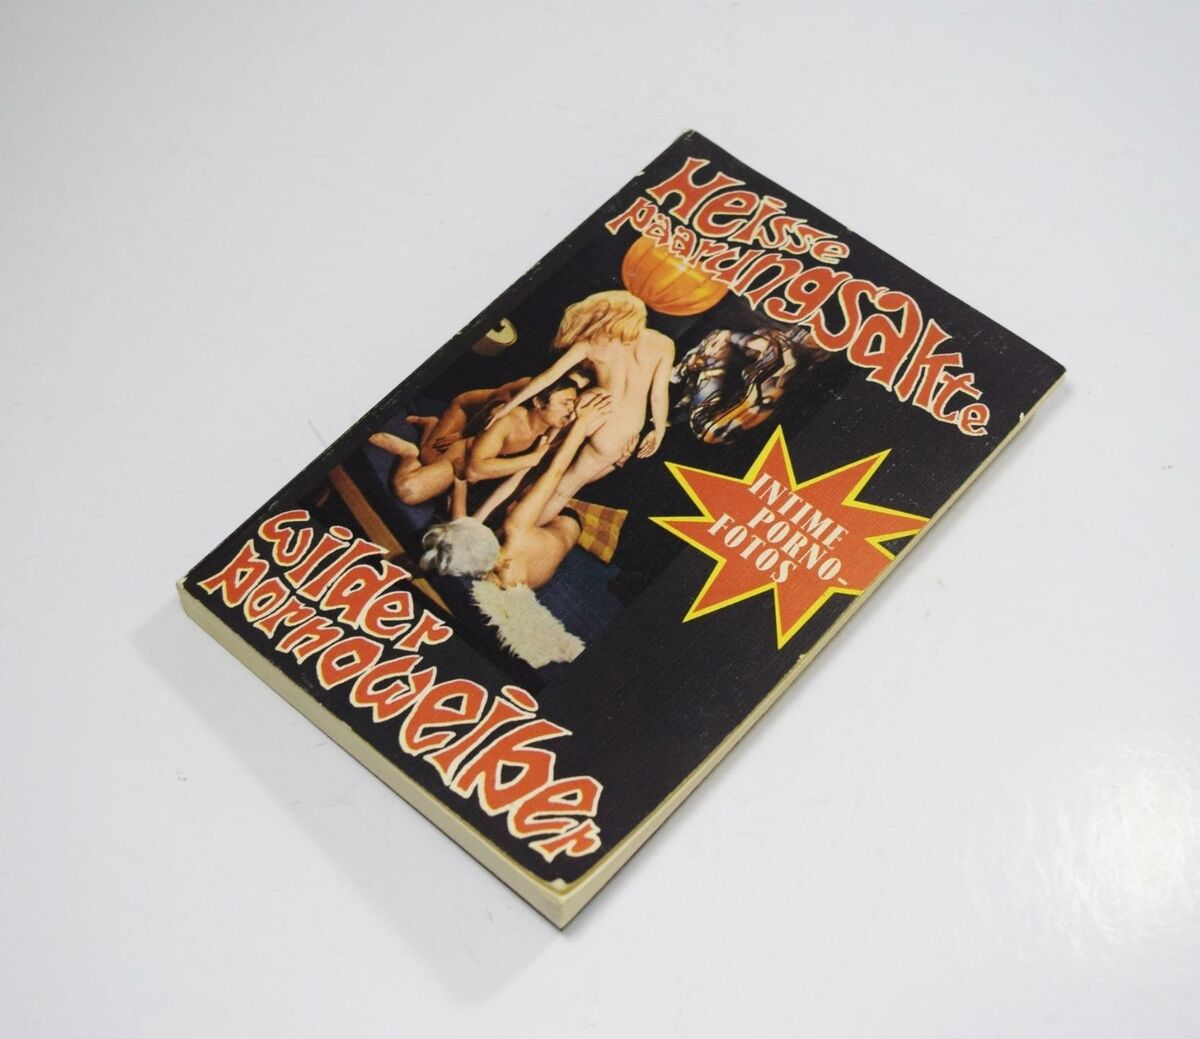 Heisse
paarungsakte
INTIME
PORNO-
FOTOS
wilder
pornoweiber